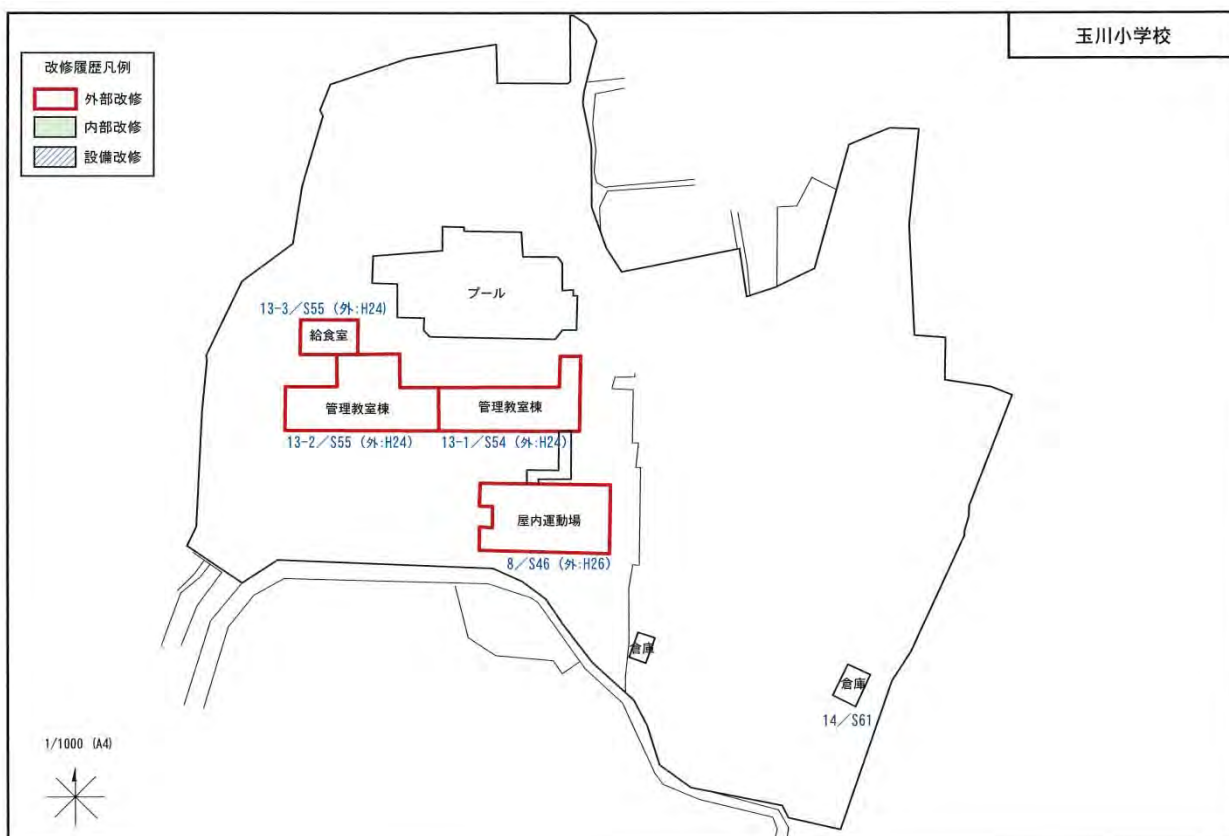 玉川小学校
改修履歴凡例
外部改修
内部改修
設備改修
プール
13-3/S55 (外:H24)
給食室
管理教室棟
管理教室棟
13-2/S55 (外:H24)
13-1/S54 (外:H24)
屋内運動場
8/S46 (外:H26)
倉庫
倉庫
14/S61
1/1000 (A4)